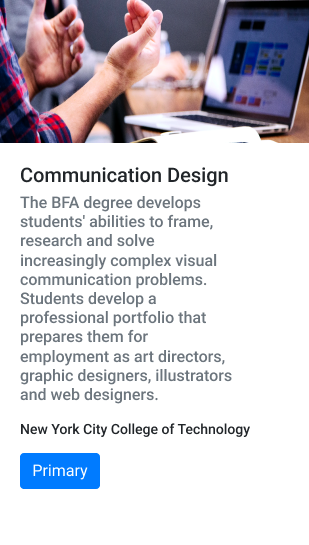 Communication Design
The BFA degree develops
students' abilities to frame,
research and solve
increasingly complex visual
communication problems.
Students develop a
professional portfolio that
prepares them for
employment as art directors,
graphic designers, illustrators
and web designers.
New York City College of Technology
Primary